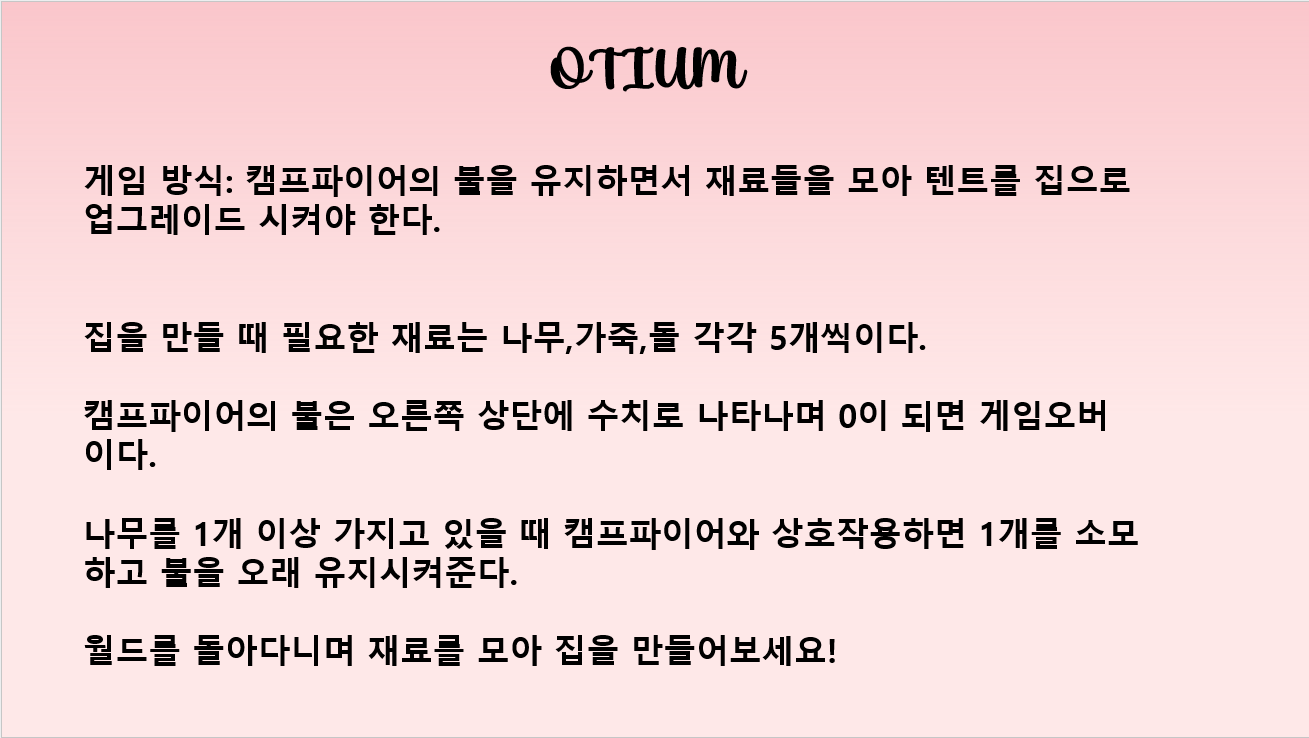 OTIUM
게임 방식: 캠프파이어의 불을 유지하면서 재료들을 모아 텐트를 집으로
업그레이드 시켜야 한다.
집을 만들 때 필요한 재료는 나무,가죽,돌 각각 5개씩이다.
캠프파이어의 불은 오른쪽 상단에 수치로 나타나며 0이 되면 게임오버
이다.
나무를 1개 이상 가지고 있을 때 캠프파이어와 상호작용하면 1개를 소모
하고 불을 오래 유지시켜준다.
월드를 돌아다니며 재료를 모아 집을 만들어보세요!